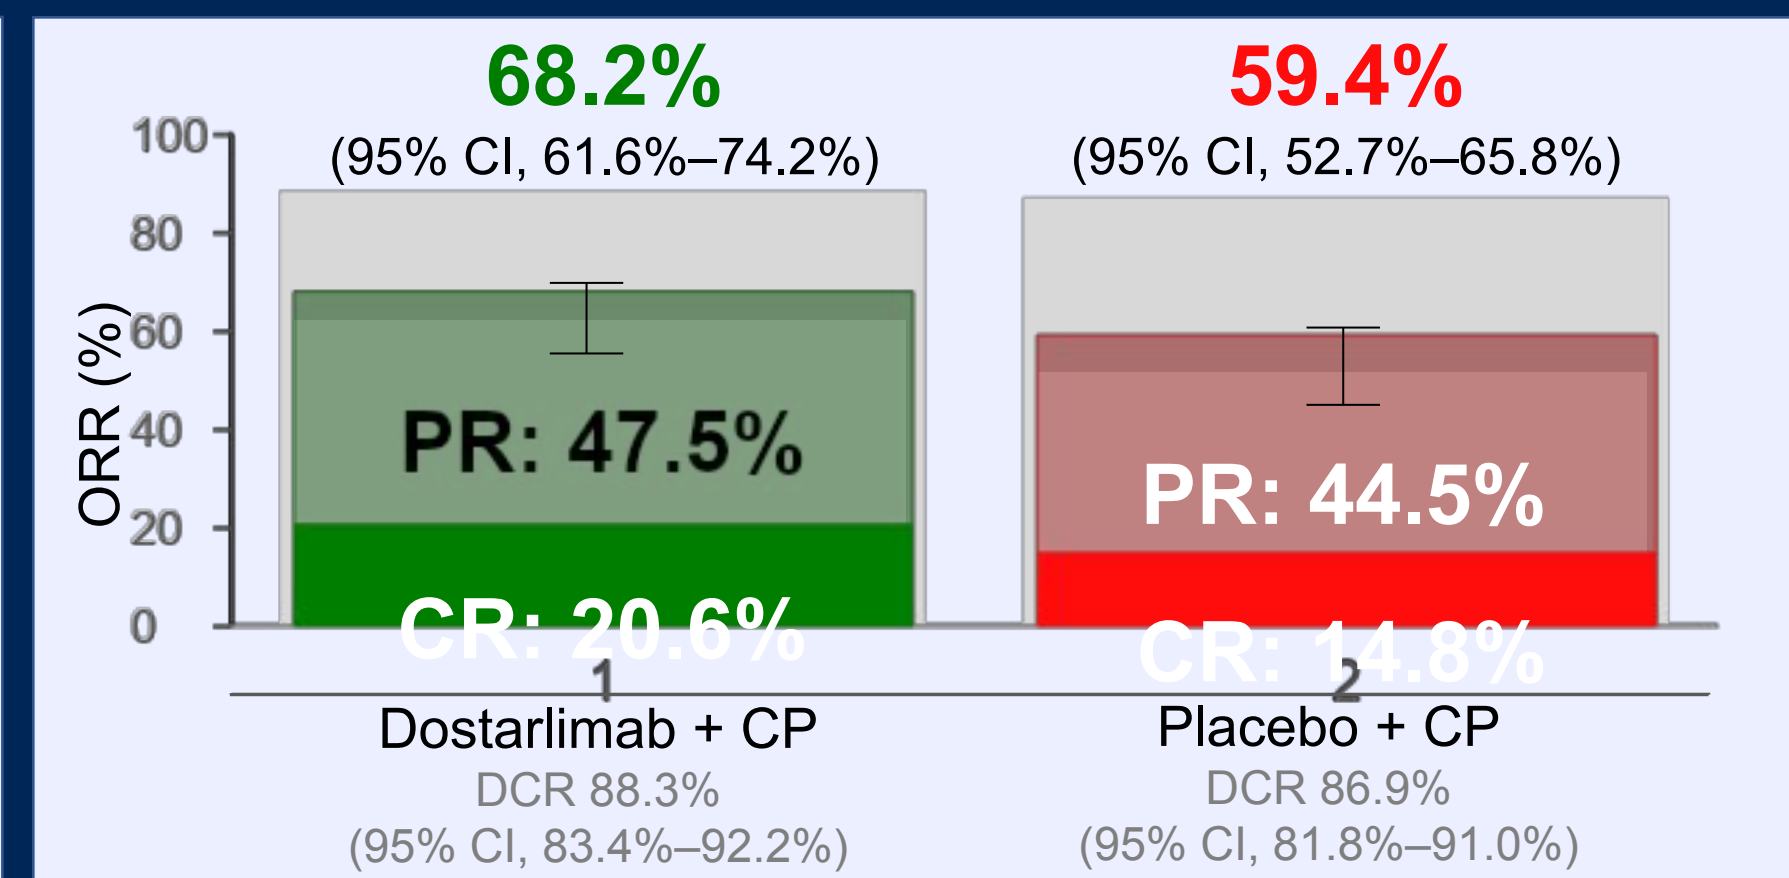 68.2% 59.4%
(95% CI, 61.6%–74.2%) (95% CI, 52.7%–65.8%)
100
80
60
40
20
0
ORR (%)
PR: 47.5%
PR: 44.5%
CR: 20.6%
CR: 14.8%
1 2
Dostarlimab + CP Placebo + CP
DCR 88.3% DCR 86.9%
(95% CI, 83.4%–92.2%) (95% CI, 81.8%–91.0%)